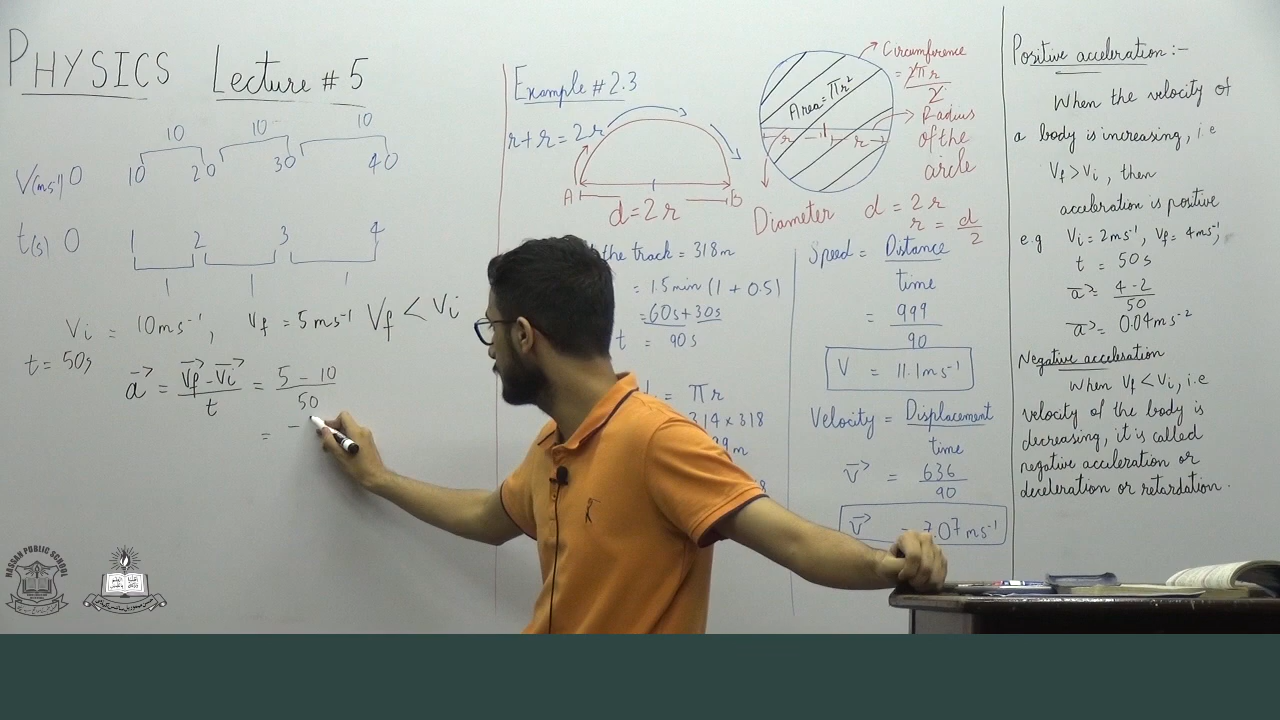 PHYSICS Lecture # 5
10 10 10
V(ms⁻¹) 0 10 20 30 40
t(s) 0 1 2 3 4
1 1 1
Vi = 10ms⁻¹, Vf = 5ms⁻¹ Vf < Vi
t = 50s
a⃗ = V⃗f - V⃗i / t = 5 - 10 / 50
= -
Example # 2.3
r + r = 2r
A B
d = 2r
the track = 318m
= 1.5min (1 + 0.5)
= 60s + 30s
t = 90s
= πr
3.14 x 318
m
Circumference
= 2πr / 2
Area = πr²
r r
Radius
of the
circle
Diameter d = 2r
r = d/2
Speed = Distance / time
= 999 / 90
V = 11.1ms⁻¹
Velocity = Displacement / time
V⃗ = 636 / 90
V⃗ = 7.07ms⁻¹
Positive acceleration :-
When the velocity of
a body is increasing, i.e
Vf > Vi, then
acceleration is positive
e.g Vi = 2ms⁻¹, Vf = 4ms⁻¹,
t = 50s
a⃗ = 4 - 2 / 50
a⃗ = 0.04ms⁻²
Negative acceleration
When Vf < Vi, i.e
velocity of the body is
decreasing, it is called
negative acceleration or
deceleration or retardation.
HASSAN PUBLIC SCHOOL